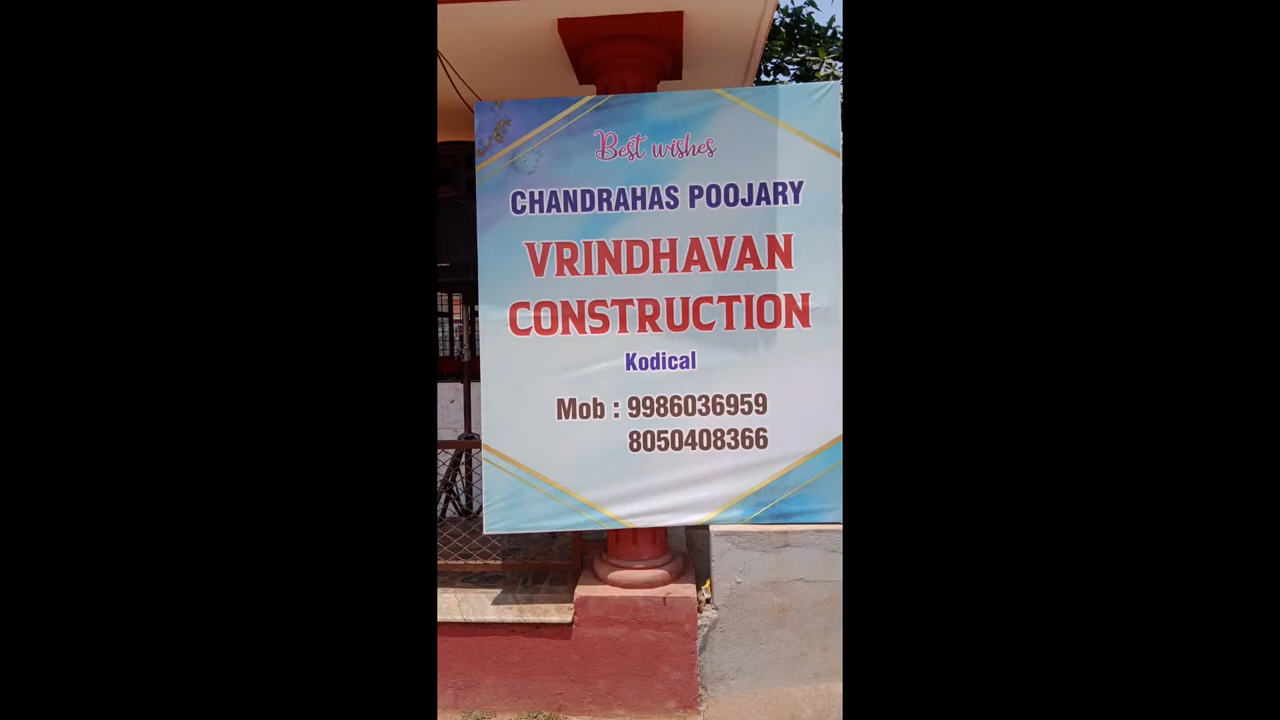 Best wishes
CHANDRAHAS POOJARY
VRINDHAVAN
CONSTRUCTION
Kodical
Mob : 9986036959
8050408366